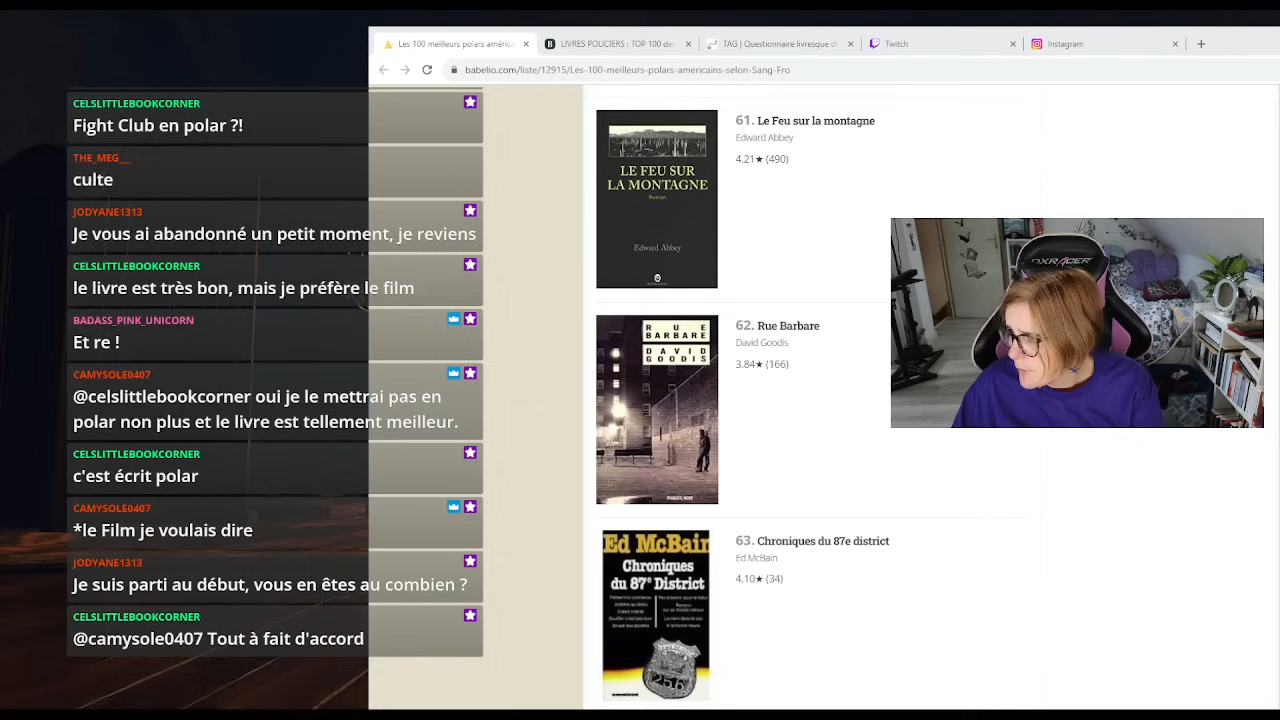 Les 100 meilleurs polars améric
LIVRES POLICIERS : TOP 100 des
TAG | Questionnaire livresque d
Twitch
Instagram
babelio.com/liste/12915/Les-100-meilleurs-polars-americains-selon-Sang-Fro
CELSLITTLEBOOKCORNER
Fight Club en polar ?!
THE_MEG__
culte
JODYANE1313
Je vous ai abandonné un petit moment, je reviens
CELSLITTLEBOOKCORNER
le livre est très bon, mais je préfère le film
BADASS_PINK_UNICORN
Et re !
CAMYSOLE0407
@celslittlebookcorner oui je le mettrai pas en
polar non plus et le livre est tellement meilleur.
CELSLITTLEBOOKCORNER
c'est écrit polar
CAMYSOLE0407
*le Film je voulais dire
JODYANE1313
Je suis parti au début, vous en êtes au combien ?
CELSLITTLEBOOKCORNER
@camysole0407 Tout à fait d'accord
LE FEU SUR
LA MONTAGNE
Roman
Edward Abbey
61. Le Feu sur la montagne
Edward Abbey
4.21★ (490)
RUE
BARBARE
DAVID
GOODIS
62. Rue Barbare
David Goodis
3.84★ (166)
Ed McBain
Chroniques
du 87e District
256
63. Chroniques du 87e district
Ed McBain
4.10★ (34)
DXRACER